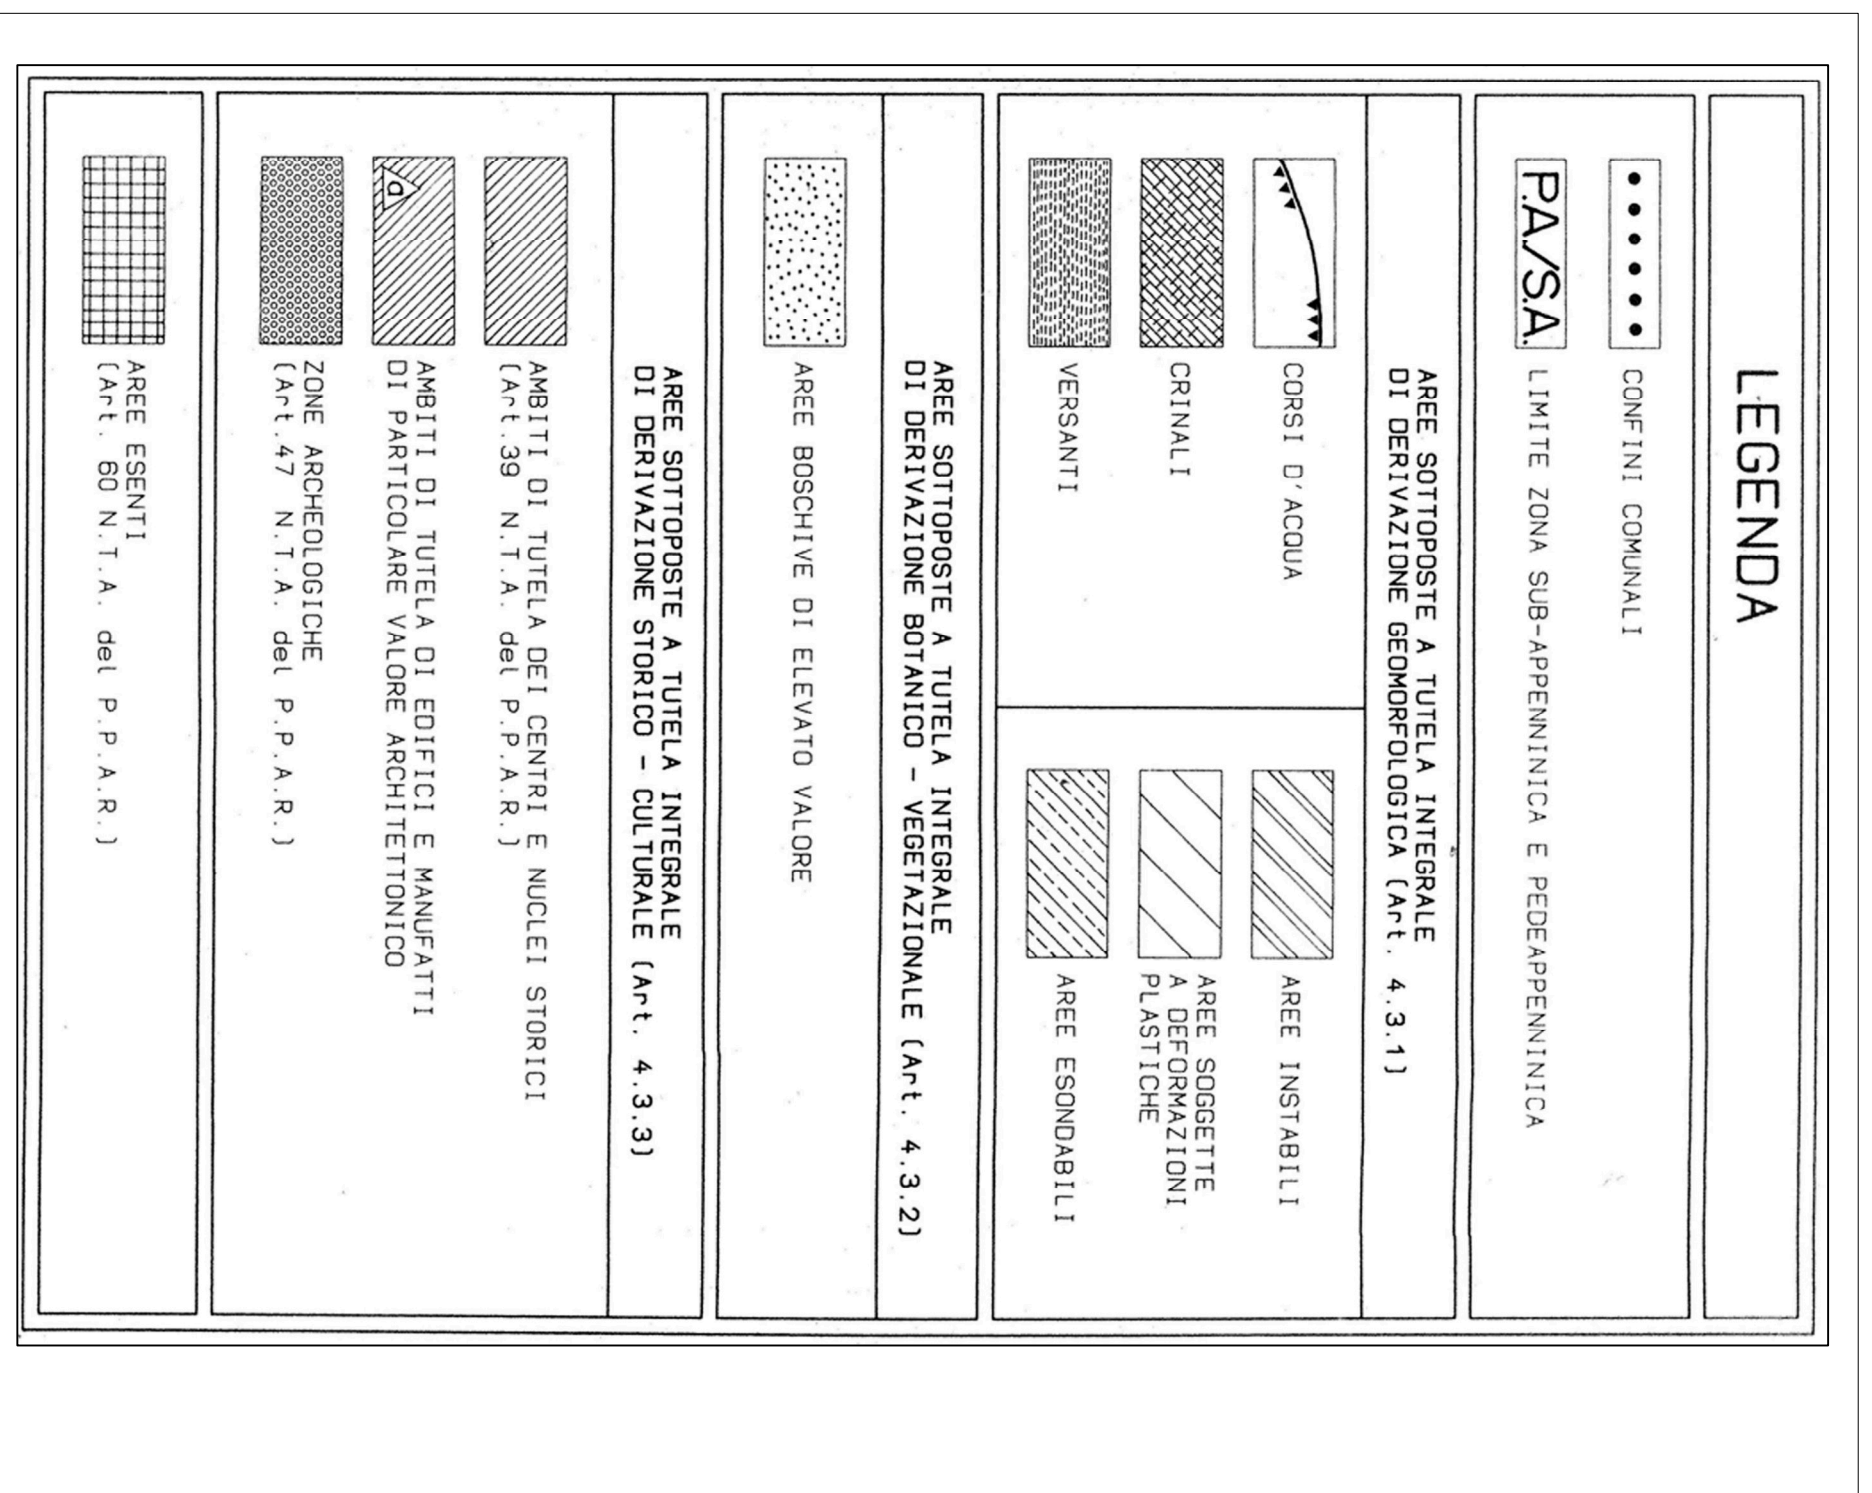 LEGENDA
CONFINI COMUNALI
P.A./S.A.
LIMITE ZONA SUB-APPENNINICA E PEDEAPPENNINICA
AREE SOTTOPOSTE A TUTELA INTEGRALE
DI DERIVAZIONE GEOMORFOLOGICA (Art. 4.3.1)
CORSI D'ACQUA
CRINALI
VERSANTI
AREE INSTABILI
AREE SOGGETTE
A DEFORMAZIONI
PLASTICHE
AREE ESONDABILI
AREE SOTTOPOSTE A TUTELA INTEGRALE
DI DERIVAZIONE BOTANICO - VEGETAZIONALE (Art. 4.3.2)
AREE BOSCHIVE DI ELEVATO VALORE
AREE SOTTOPOSTE A TUTELA INTEGRALE
DI DERIVAZIONE STORICO - CULTURALE (Art. 4.3.3)
AMBITI DI TUTELA DEI CENTRI E NUCLEI STORICI
(Art.39 N.T.A. del P.P.A.R.)
a
AMBITI DI TUTELA DI EDIFICI E MANUFATTI
DI PARTICOLARE VALORE ARCHITETTONICO
ZONE ARCHEOLOGICHE
(Art.47 N.T.A. del P.P.A.R.)
AREE ESENTI
(Art. 60 N.T.A. del P.P.A.R.)